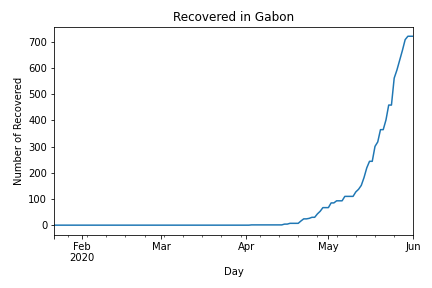 Recovered in Gabon
Number of Recovered
700
600
500
400
300
200
100
0
Feb
2020
Mar
Apr
May
Jun
Day